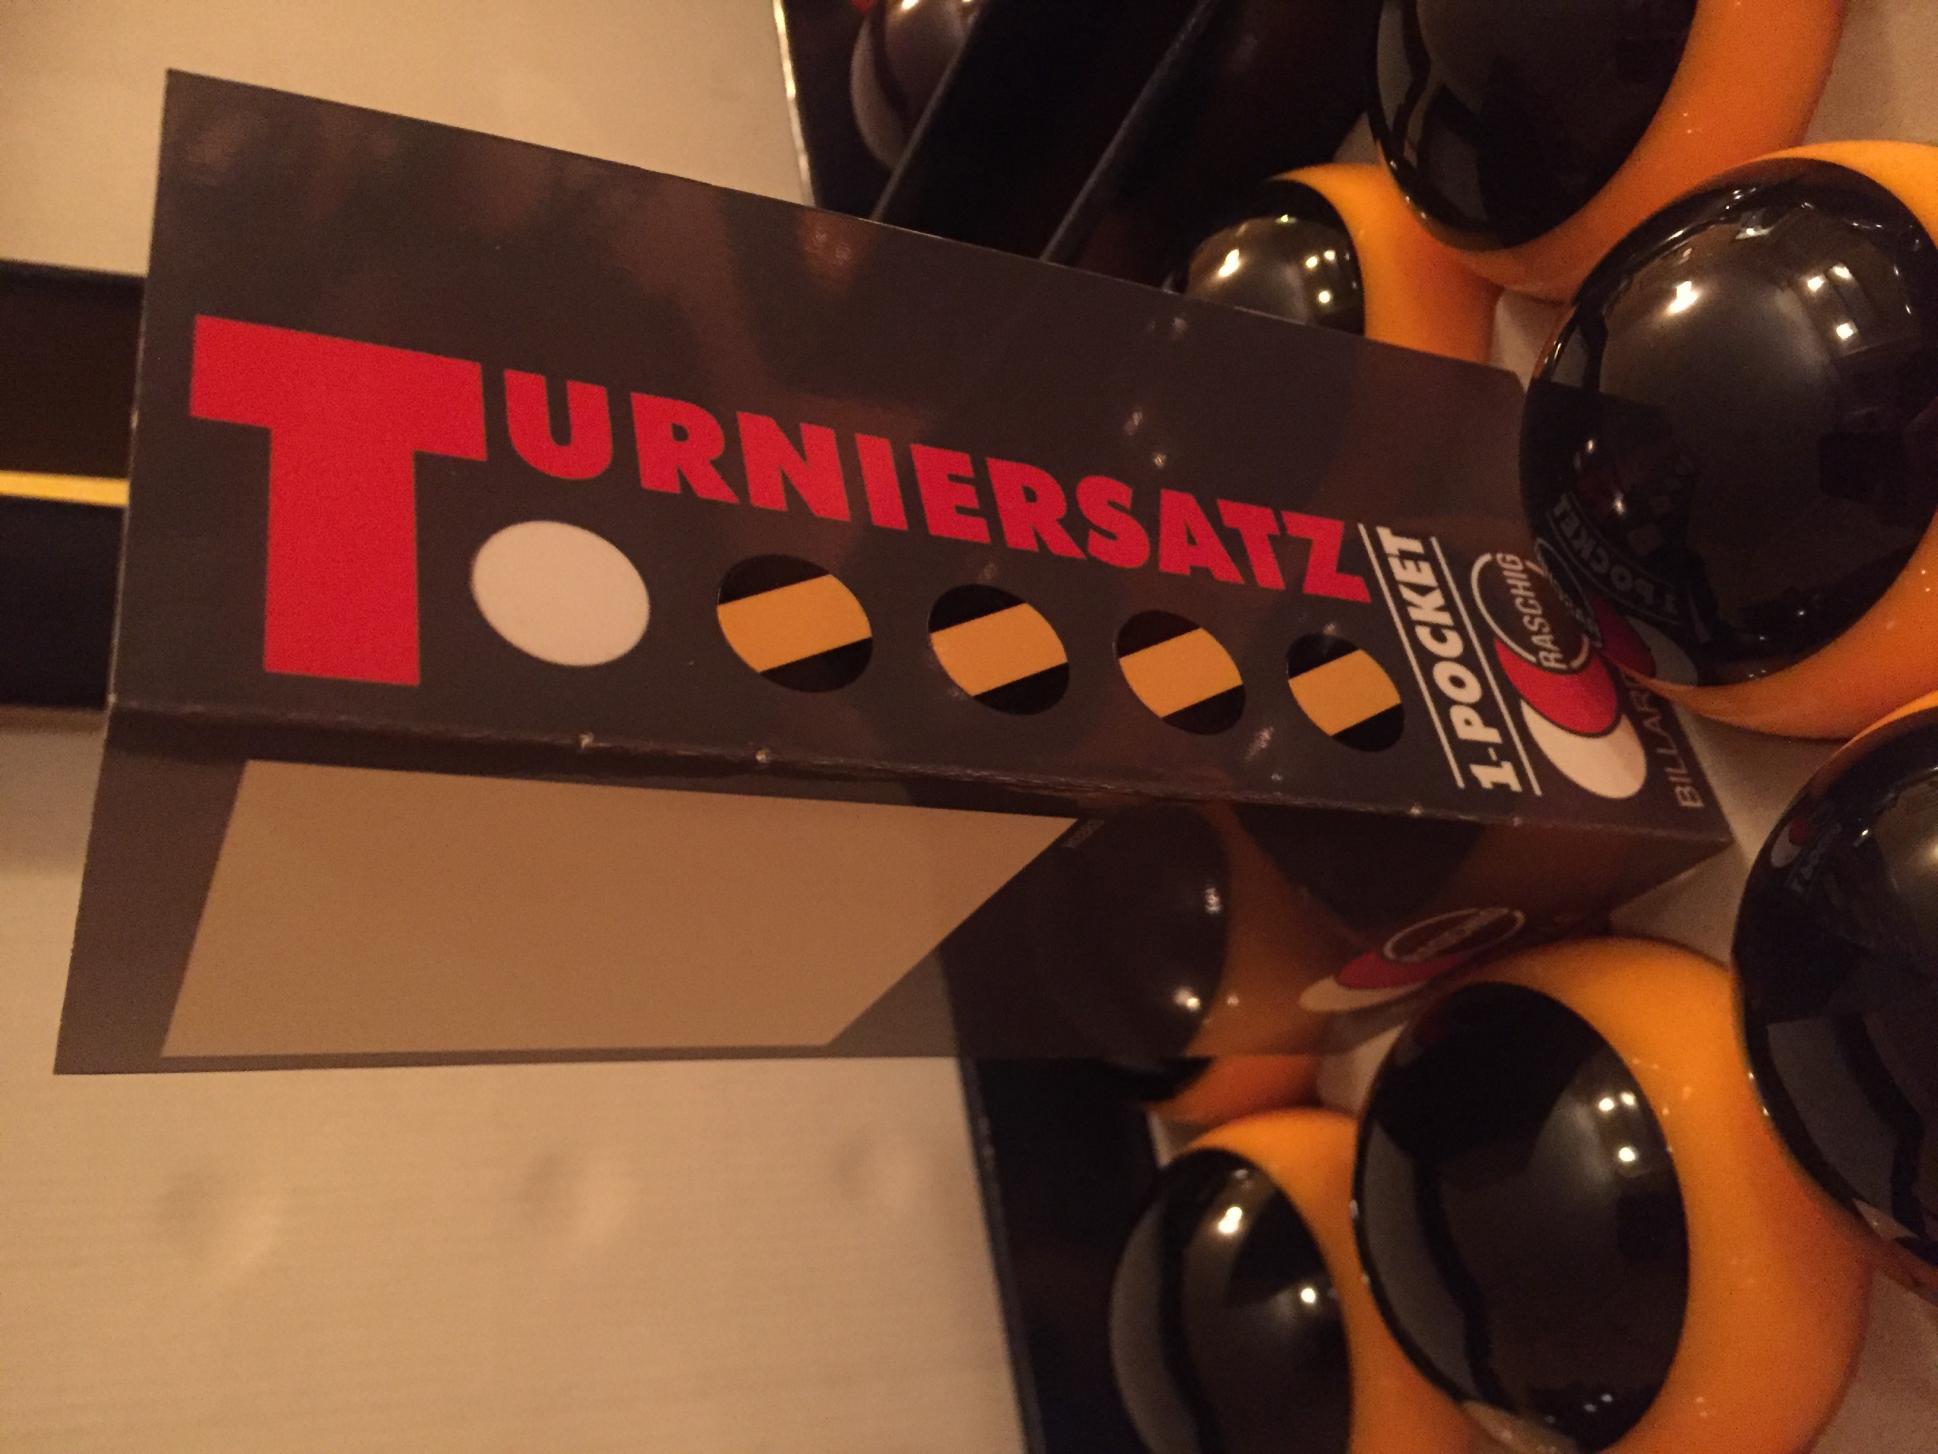 TURNIERSATZ
1-POCKET
RASCHIG
BILLARD